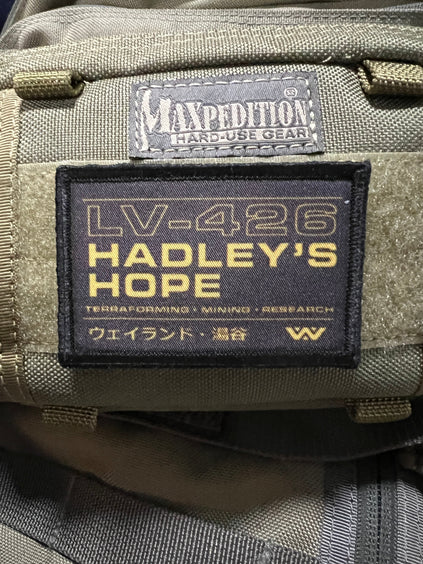 MAXPEDITION
HARD-USE GEAR
LV-426
HADLEY'S
HOPE
TERRAFORMING • MINING • RESEARCH
ウェイランド・湯谷